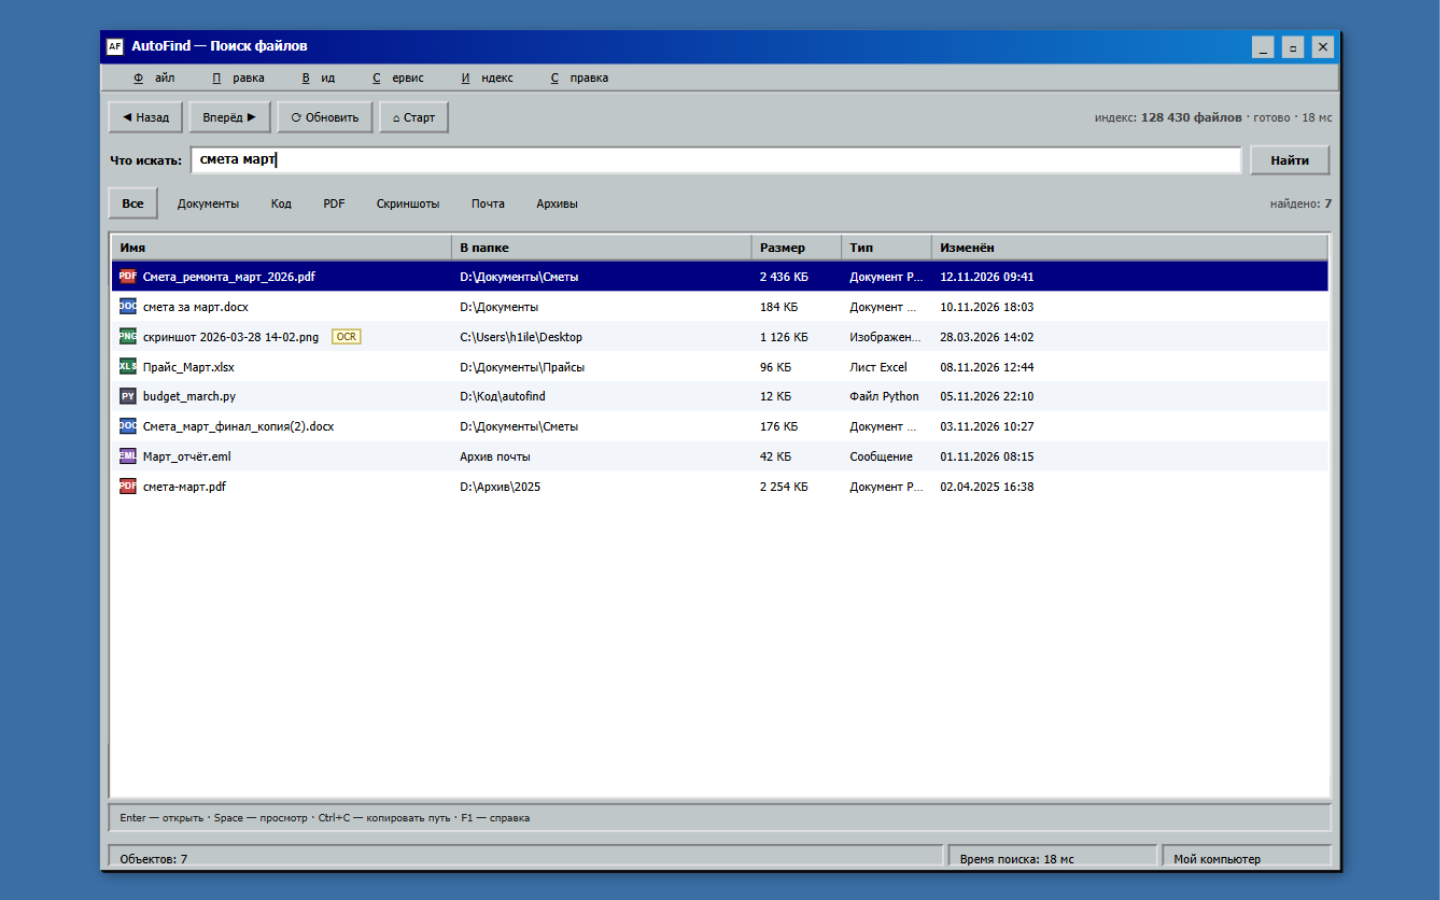 AF AutoFind — Поиск файлов
Файл Правка Вид Сервис Индекс Справка
◄ Назад Вперёд ► ⟳ Обновить ⌂ Старт индекс: 128 430 файлов · готово · 18 мс
Что искать: смета март Найти
Все Документы Код PDF Скриншоты Почта Архивы найдено: 7
Имя В папке Размер Тип Изменён
PDF Смета_ремонта_март_2026.pdf D:\Документы\Сметы 2 436 КБ Документ P... 12.11.2026 09:41
DOC смета за март.docx D:\Документы 184 КБ Документ ... 10.11.2026 18:03
PNG скриншот 2026-03-28 14-02.png OCR C:\Users\h1ile\Desktop 1 126 КБ Изображен... 28.03.2026 14:02
XLS Прайс_Март.xlsx D:\Документы\Прайсы 96 КБ Лист Excel 08.11.2026 12:44
PY budget_march.py D:\Код\autofind 12 КБ Файл Python 05.11.2026 22:10
DOC Смета_март_финал_копия(2).docx D:\Документы\Сметы 176 КБ Документ ... 03.11.2026 10:27
EML Март_отчёт.eml Архив почты 42 КБ Сообщение 01.11.2026 08:15
PDF смета-март.pdf D:\Архив\2025 2 254 КБ Документ P... 02.04.2025 16:38
Enter — открыть · Space — просмотр · Ctrl+C — копировать путь · F1 — справка
Объектов: 7 Время поиска: 18 мс Мой компьютер